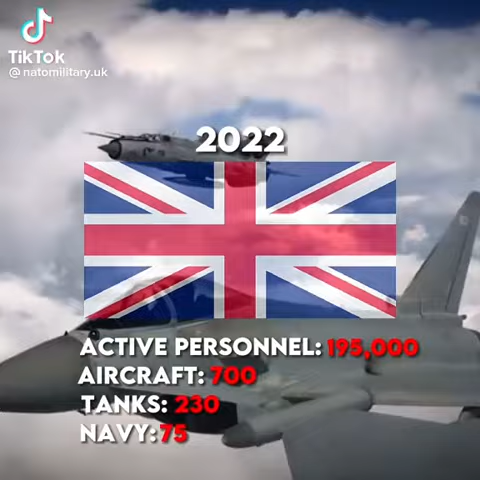 TikTok
@natomilitary.uk
2022
ACTIVE PERSONNEL: 195,000
AIRCRAFT: 700
TANKS: 230
NAVY: 75